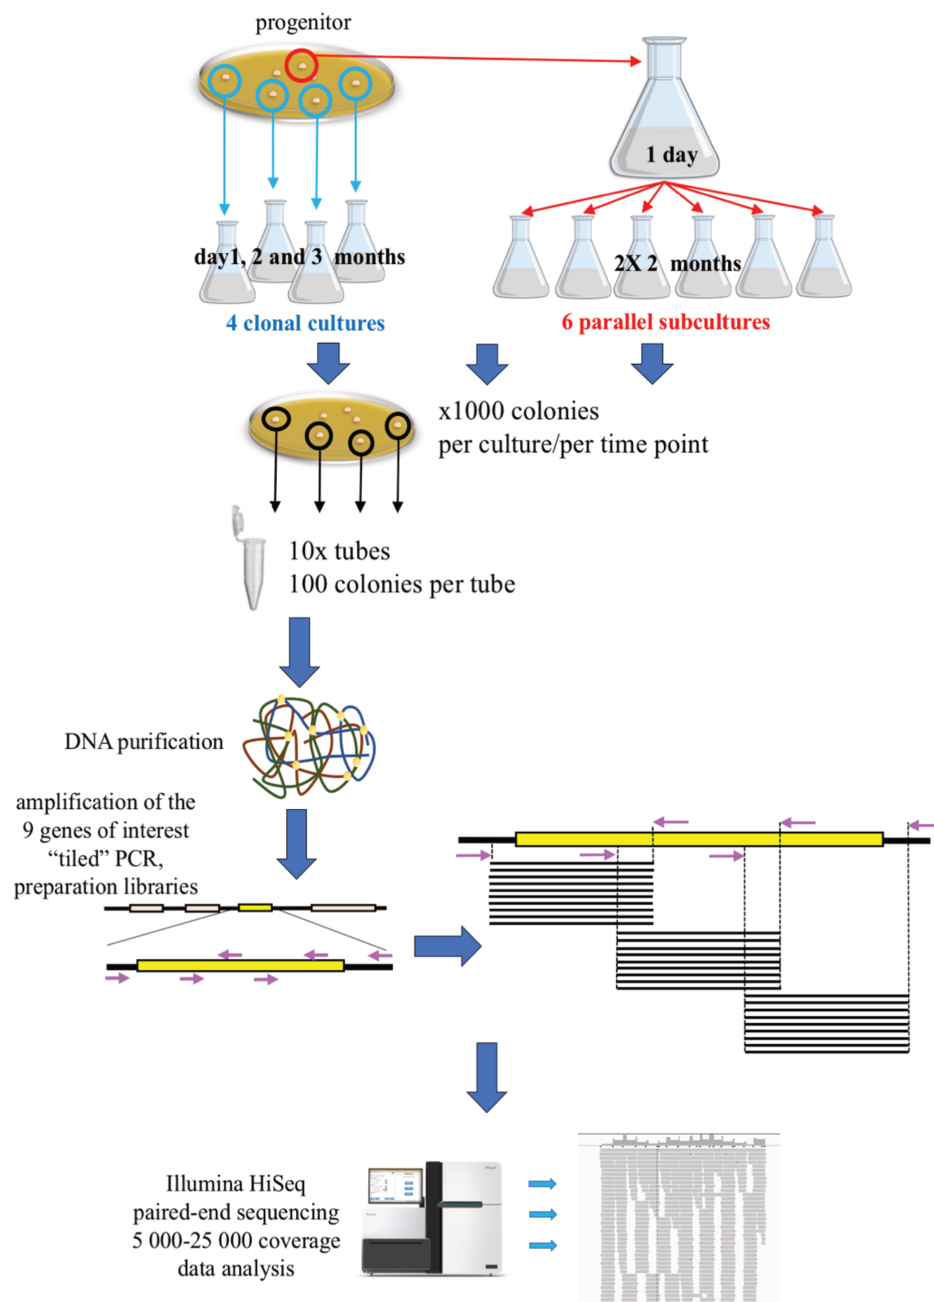 progenitor
1 day
day1, 2 and 3 months
2X 2 months
4 clonal cultures
6 parallel subcultures
x1000 colonies
per culture/per time point
10x tubes
100 colonies per tube
DNA purification
amplification of the
9 genes of interest
“tiled” PCR,
preparation libraries
Illumina HiSeq
paired-end sequencing
5 000-25 000 coverage
data analysis